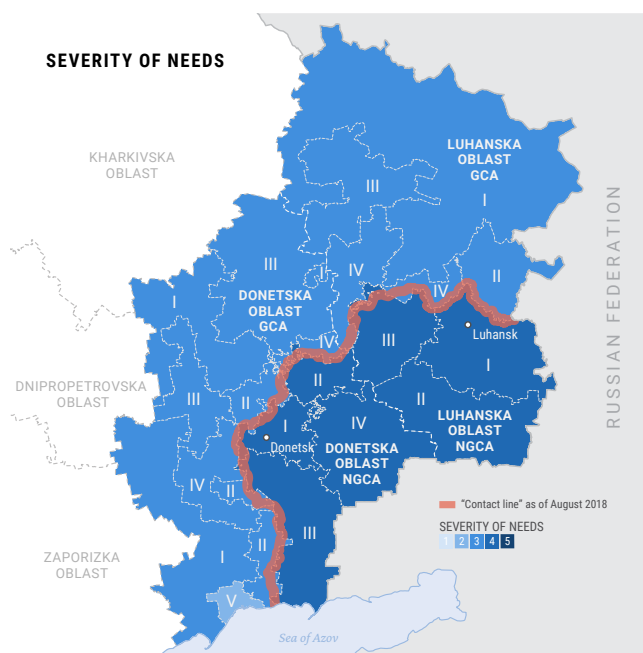 SEVERITY OF NEEDS
KHARKIVSKA
OBLAST
LUHANSKA
OBLAST
GCA
III
I
RUSSIAN FEDERATION
III
I
IV
II
I
DONETSKA
OBLAST
GCA
IV
IV
Luhansk
III
I
DNIPROPETROVSKA
OBLAST
II
III
II
II
I
IV
LUHANSKA
OBLAST
NGCA
Donetsk
DONETSKA
OBLAST
NGCA
IV
II
"Contact line" as of August 2018
SEVERITY OF NEEDS
1 2 3 4 5
III
II
I
ZAPORIZKA
OBLAST
V
Sea of Azov